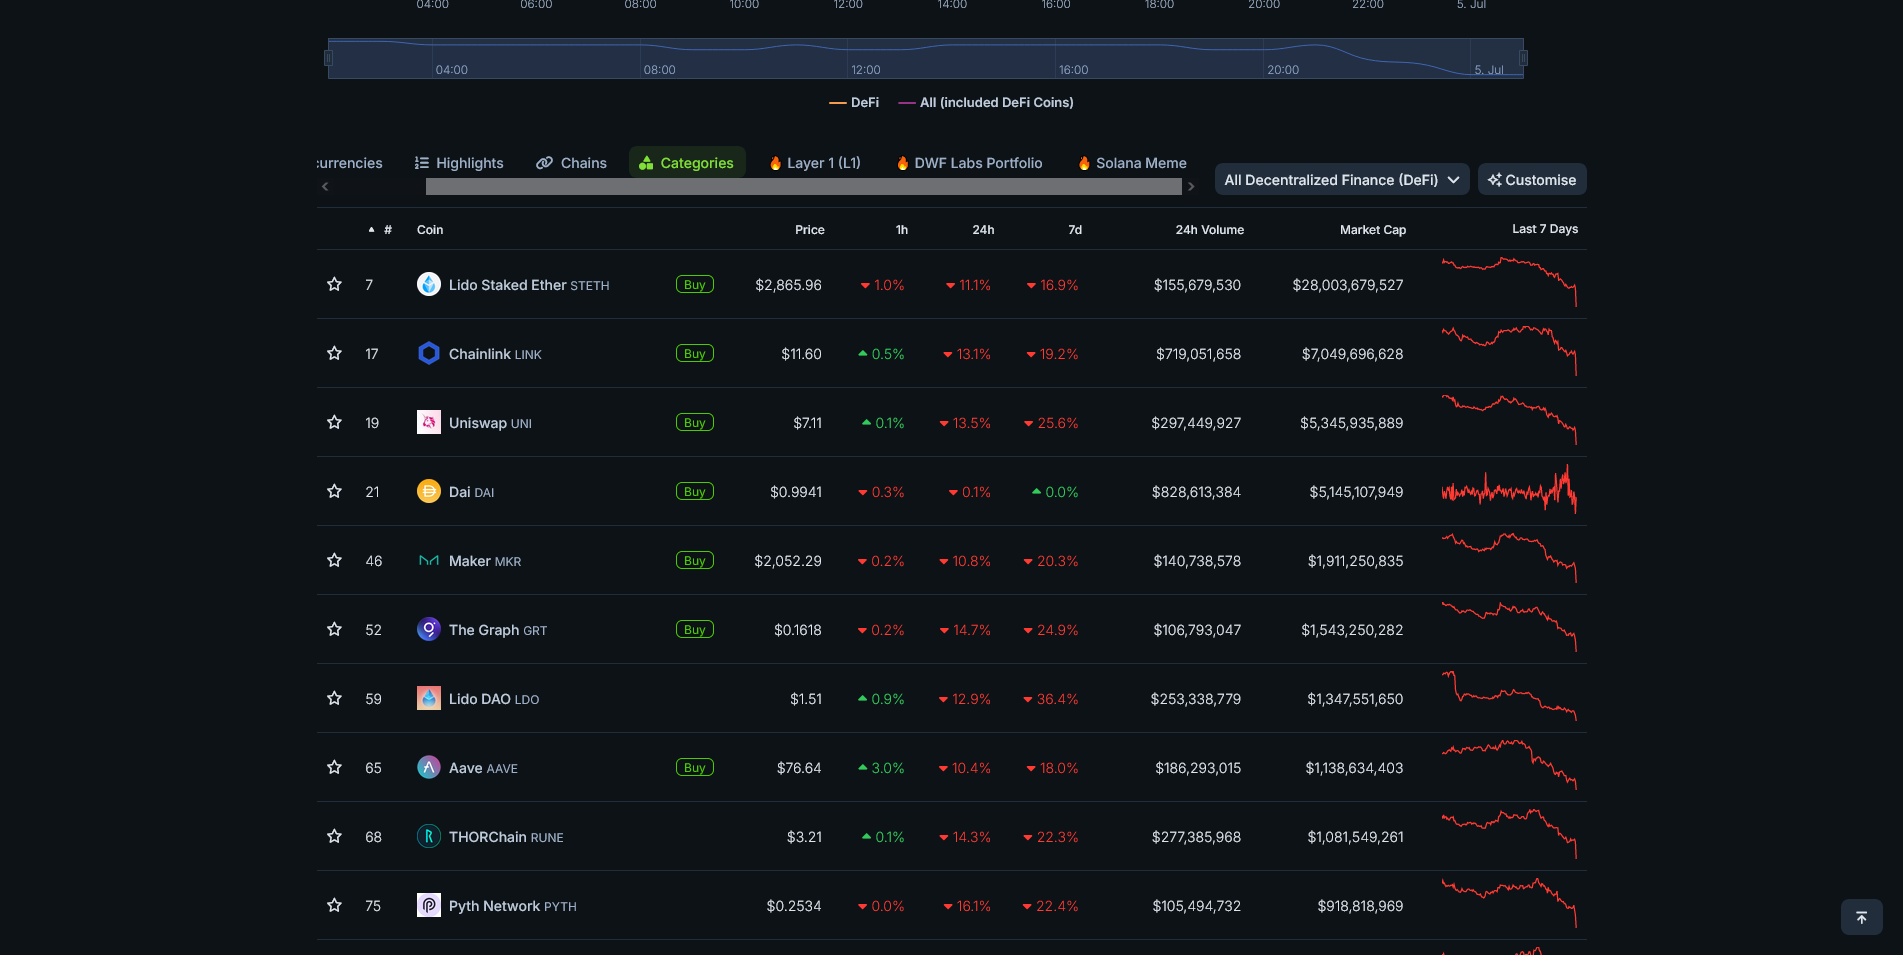 04:00 06:00 08:00 10:00 12:00 14:00 16:00 18:00 20:00 22:00 5. Jul
04:00 08:00 12:00 16:00 20:00 5. Jul
DeFi All (included DeFi Coins)
currencies Highlights Chains Categories Layer 1 (L1) DWF Labs Portfolio Solana Meme
All Decentralized Finance (DeFi) Customise
# Coin Price 1h 24h 7d 24h Volume Market Cap Last 7 Days
7 Lido Staked Ether STETH Buy $2,865.96 1.0% 11.1% 16.9% $155,679,530 $28,003,679,527
17 Chainlink LINK Buy $11.60 0.5% 13.1% 19.2% $719,051,658 $7,049,696,628
19 Uniswap UNI Buy $7.11 0.1% 13.5% 25.6% $297,449,927 $5,345,935,889
21 Dai DAI Buy $0.9941 0.3% 0.1% 0.0% $828,613,384 $5,145,107,949
46 Maker MKR Buy $2,052.29 0.2% 10.8% 20.3% $140,738,578 $1,911,250,835
52 The Graph GRT Buy $0.1618 0.2% 14.7% 24.9% $106,793,047 $1,543,250,282
59 Lido DAO LDO $1.51 0.9% 12.9% 36.4% $253,338,779 $1,347,551,650
65 Aave AAVE Buy $76.64 3.0% 10.4% 18.0% $186,293,015 $1,138,634,403
68 THORChain RUNE $3.21 0.1% 14.3% 22.3% $277,385,968 $1,081,549,261
75 Pyth Network PYTH $0.2534 0.0% 16.1% 22.4% $105,494,732 $918,818,969